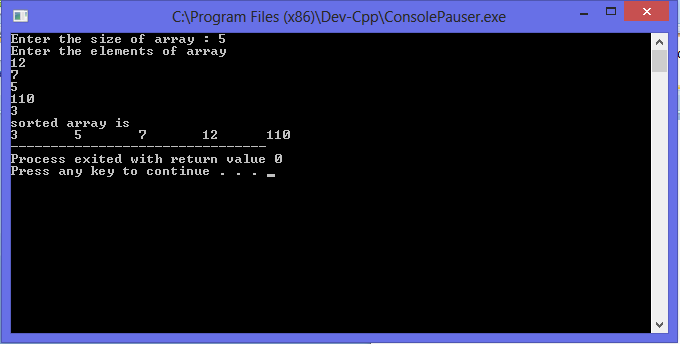 C:\Program Files (x86)\Dev-Cpp\ConsolePauser.exe
Enter the size of array : 5
Enter the elements of array
12
7
5
110
3
sorted array is
3 5 7 12 110
--------------------------------
Process exited with return value 0
Press any key to continue . . . _